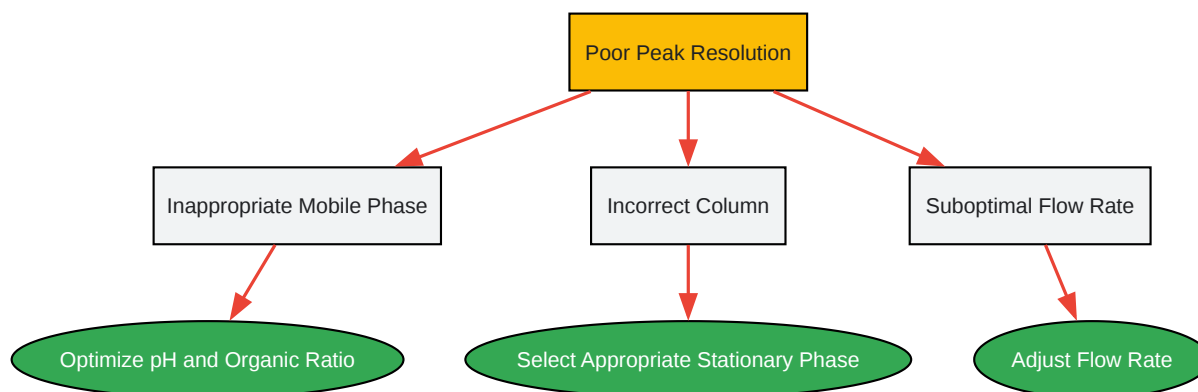 Poor Peak Resolution
Inappropriate Mobile Phase
Incorrect Column
Suboptimal Flow Rate
Optimize pH and Organic Ratio
Select Appropriate Stationary Phase
Adjust Flow Rate